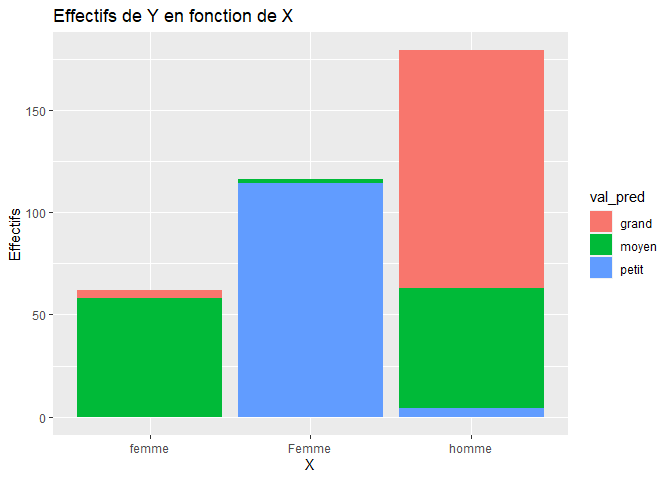 Effectifs de Y en fonction de X
Effectifs
150
100
50
0
femme Femme homme
X
val_pred
grand
moyen
petit